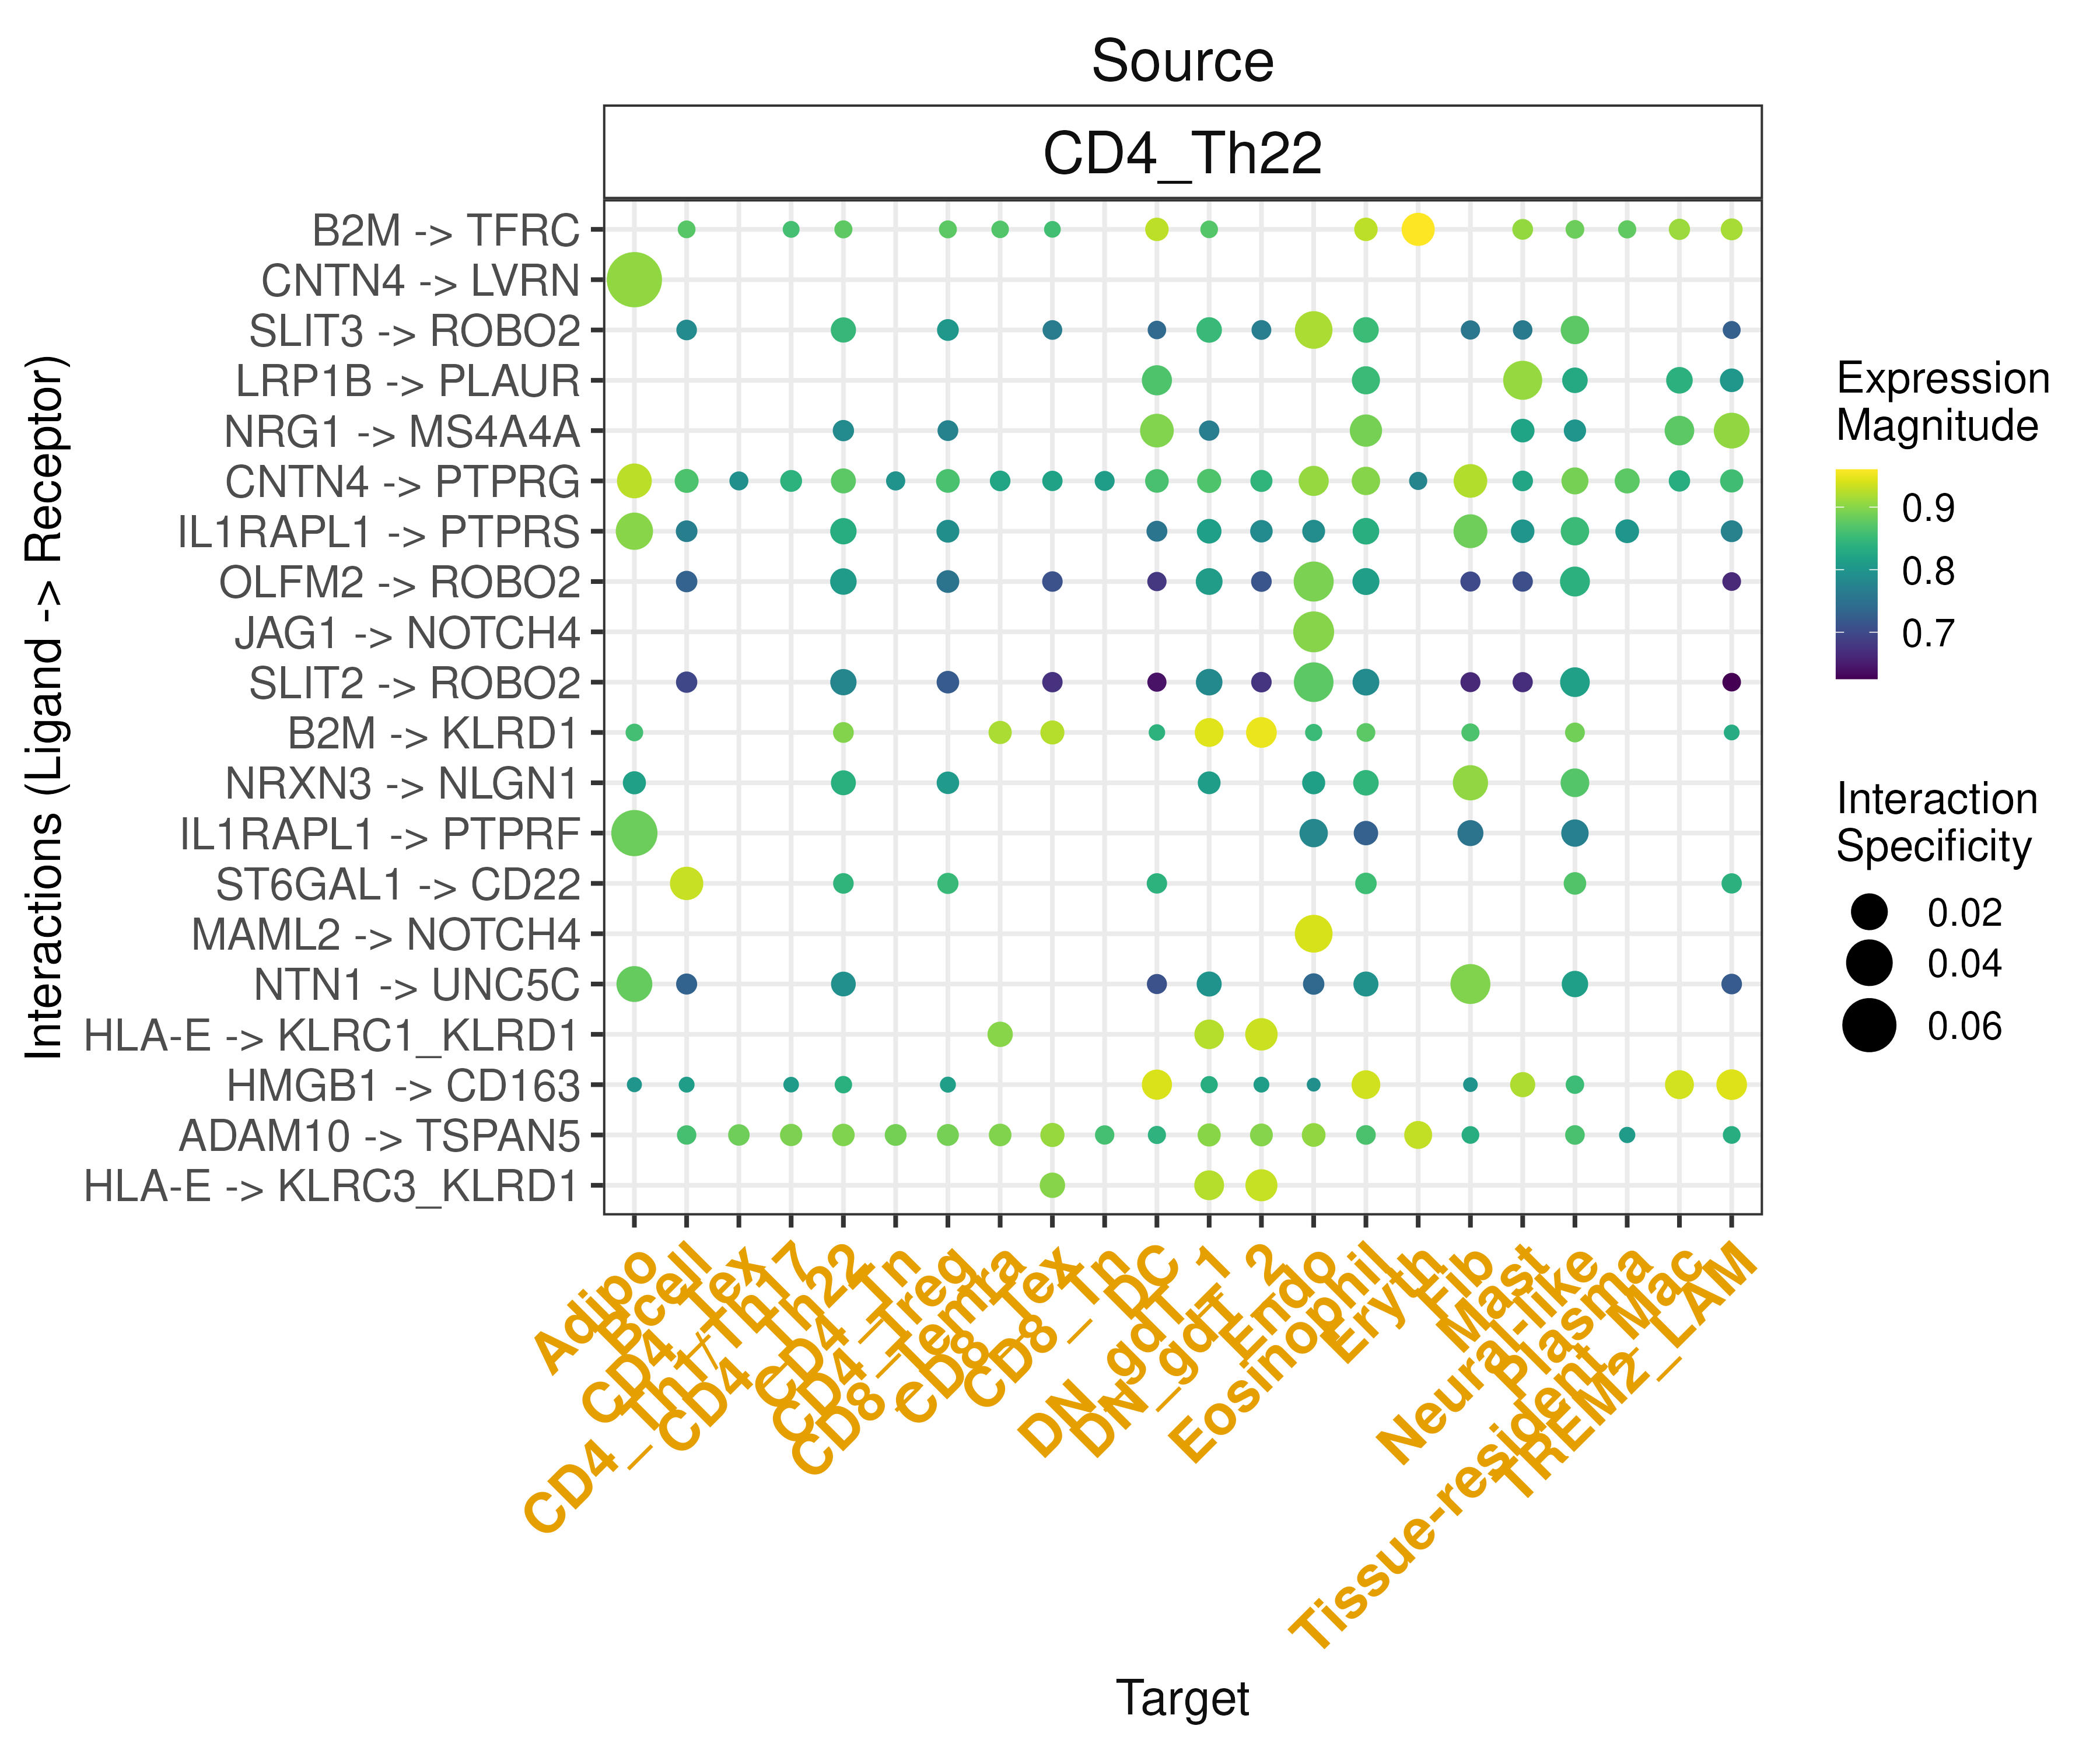 Source
CD4_Th22
B2M -> TFRC
CNTN4 -> LVRN
SLIT3 -> ROBO2
LRP1B -> PLAUR
NRG1 -> MS4A4A
CNTN4 -> PTPRG
IL1RAPL1 -> PTPRS
OLFM2 -> ROBO2
JAG1 -> NOTCH4
SLIT2 -> ROBO2
B2M -> KLRD1
NRXN3 -> NLGN1
IL1RAPL1 -> PTPRF
ST6GAL1 -> CD22
MAML2 -> NOTCH4
NTN1 -> UNC5C
HLA-E -> KLRC1_KLRD1
HMGB1 -> CD163
ADAM10 -> TSPAN5
HLA-E -> KLRC3_KLRD1
Interactions (Ligand -> Receptor)
Adipo
Bcell
CD4_Tex
CD4_Th1/Th17
CD4_Th22
CD4_Tn
CD4_Treg
CD8_Temra
CD8_Tex
CD8_Tn
DC
DN_gdT_1
DN_gdT_2
Endo
Eosinophil
Eryth
Fib
Mast
Neural-like
Plasma
Tissue-resident Mac
TREM2_LAM
Target
Expression
Magnitude
0.9
0.8
0.7
Interaction
Specificity
0.02
0.04
0.06